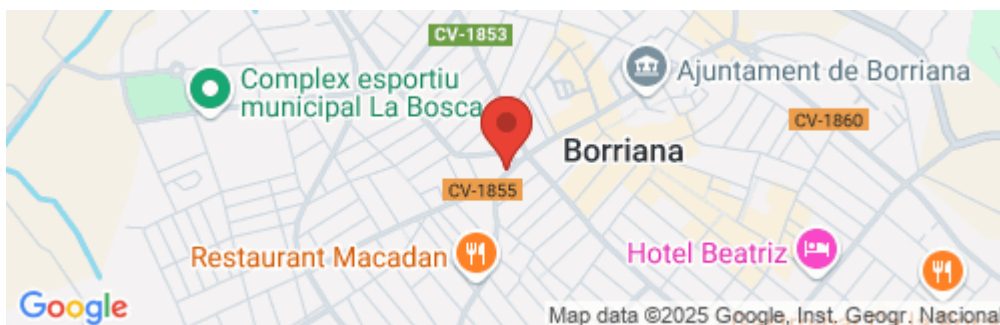 CV-1853
Complex esportiu
municipal La Bosca
Ajuntament de Borriana
CV-1860
Borriana
CV-1855
Restaurant Macadan
Hotel Beatriz
Google
Map data ©2025 Google, Inst. Geogr. Naciona